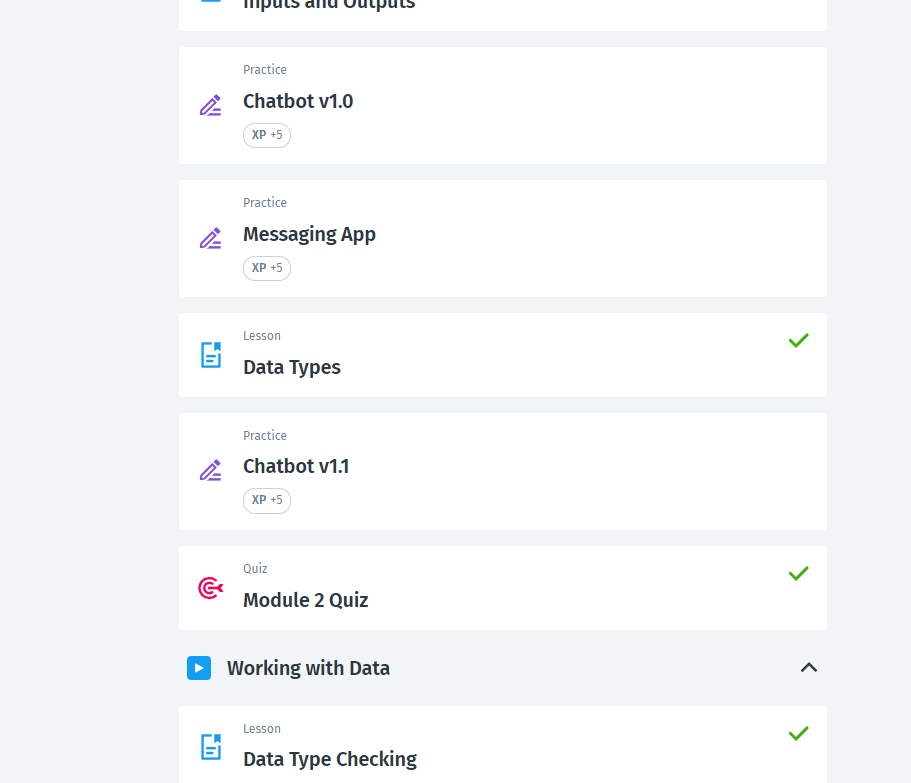 Inputs and Outputs
Practice
Chatbot v1.0
XP +5
Practice
Messaging App
XP +5
Lesson
Data Types
Practice
Chatbot v1.1
XP +5
Quiz
Module 2 Quiz
Working with Data
Lesson
Data Type Checking